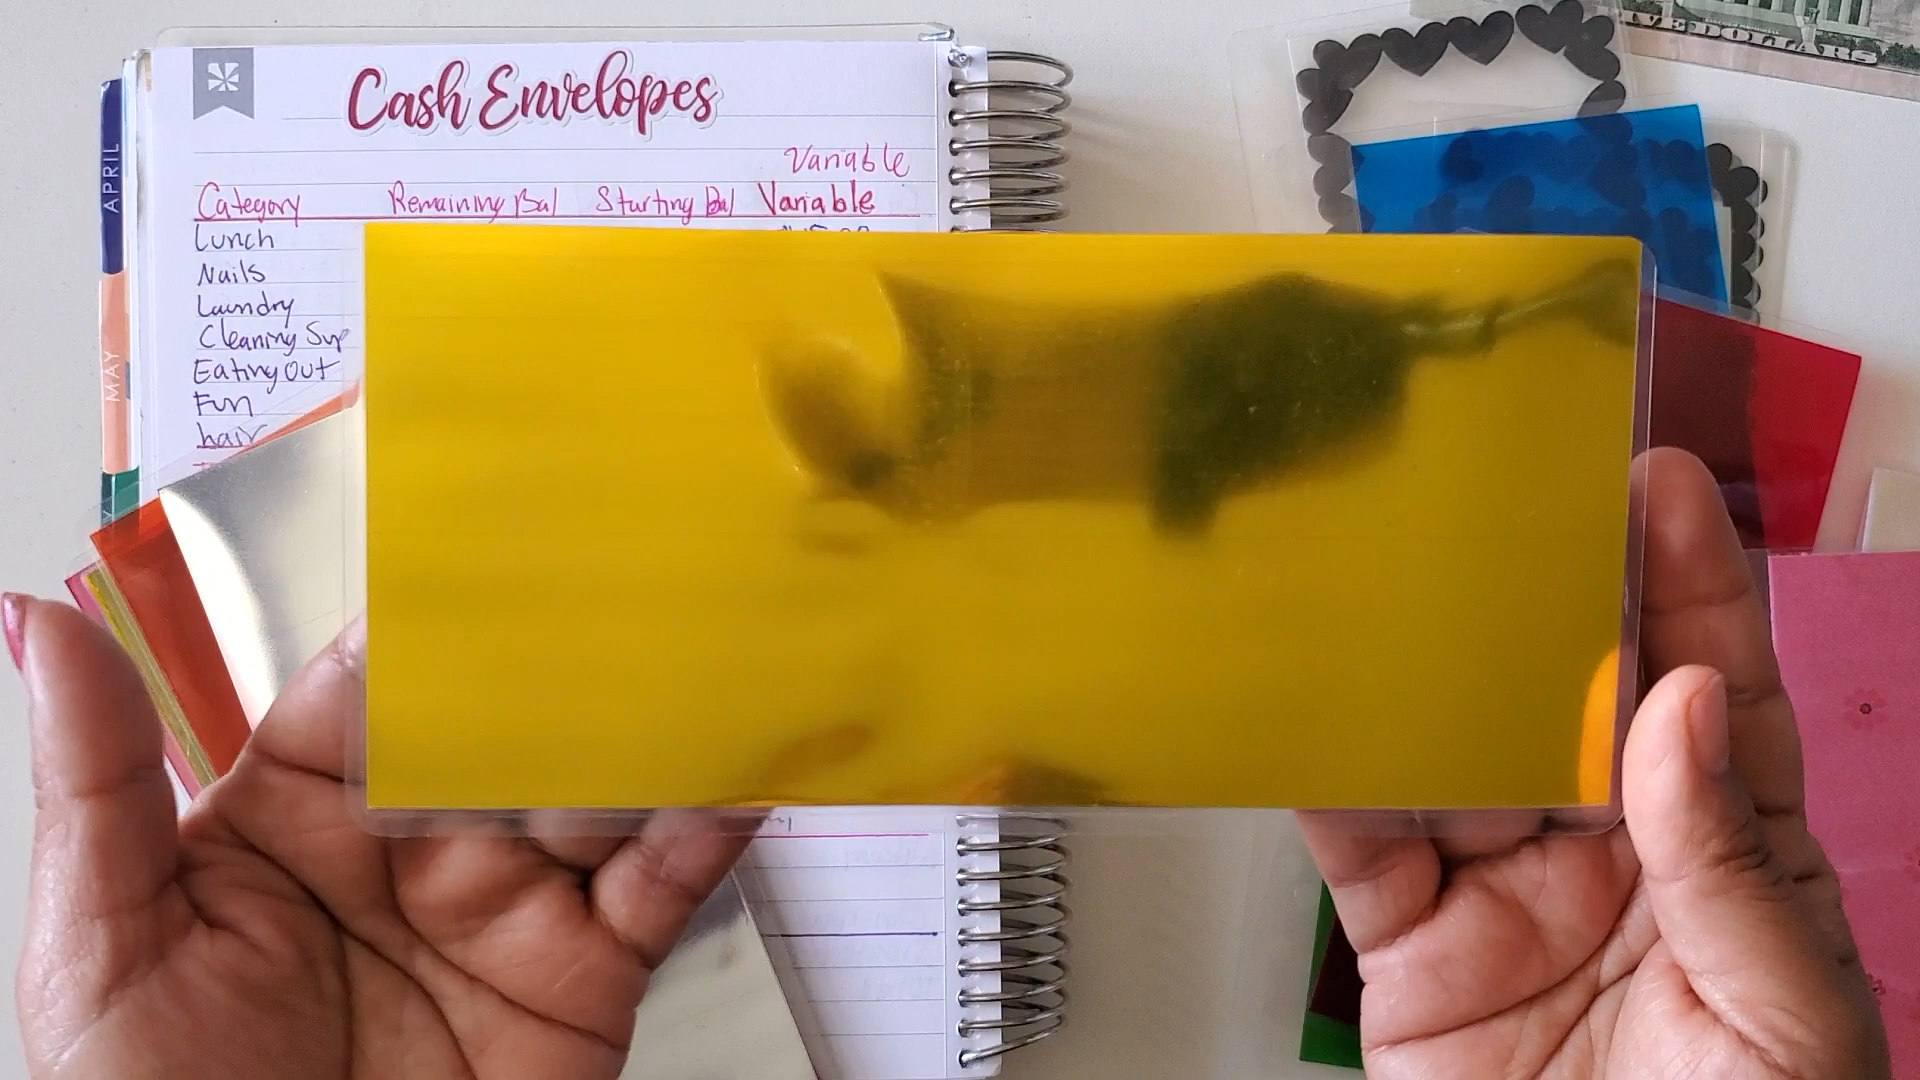 Cash Envelopes
Variable
Category Remaining Bal Starting Bal Variable
Lunch
Nails
Laundry
Cleaning Sup
Eating Out
Fun
hair
APRIL
MAY
FIVE DOLLARS